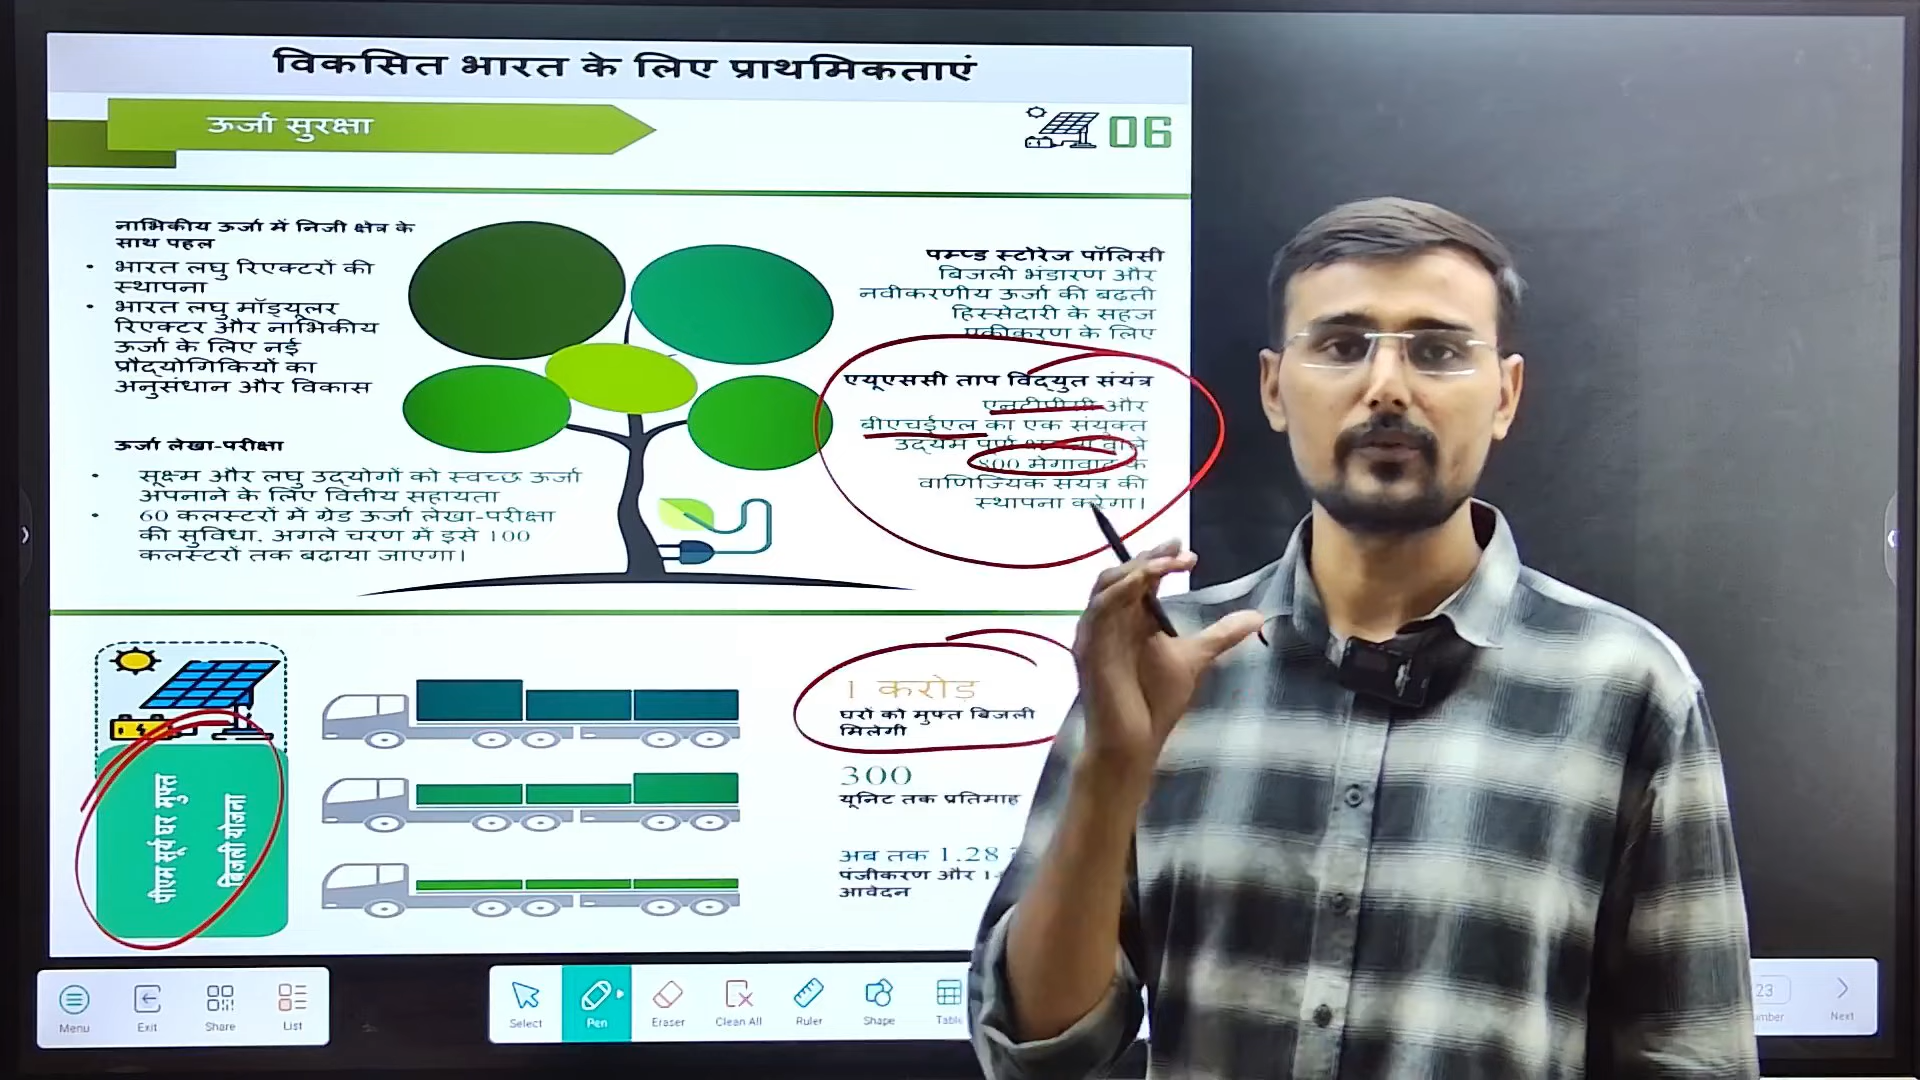 विकसित भारत के लिए प्राथमिकताएं
ऊर्जा सुरक्षा
06
नाभिकीय ऊर्जा में निजी क्षेत्र के
साथ पहल
• भारत लघु रिएक्टरों की
स्थापना
• भारत लघु मॉड्यूलर
रिएक्टर और नाभिकीय
ऊर्जा के लिए नई
प्रौद्योगिकियों का
अनुसंधान और विकास
ऊर्जा लेखा-परीक्षा
• सूक्ष्म और लघु उद्योगों को स्वच्छ ऊर्जा
अपनाने के लिए वितीय सहायता
• 60 कलस्टरों में ग्रेड ऊर्जा लेखा-परीक्षा
की सुविधा, अगले चरण में इसे 100
कलस्टरों तक बढाया जाएगा।
पम्प्ड स्टोरेज पॉलिसी
बिजली भंडारण और
नवीकरणीय ऊर्जा की बढती
हिस्सेदारी के सहज
एकीकरण के लिए
एयूएससी ताप विद्युत संयंत्र
एनटीपीसी और
बीएचईएल का एक संयुक्त
उद्यम पूर्ण वाले
800 मेगावाट के
वाणिज्यिक संयंत्र की
स्थापना करेगा।
पीएम सूर्य घर मुफ्त
बिजली योजना
1 करोड़
घरों को मुफ्त बिजली
मिलेगी
300
यूनिट तक प्रतिमाह
अब तक 1.28
पंजीकरण और
आवेदन
Menu
Exit
Share
List
Select
Pen
Eraser
Clean All
Ruler
Shape
Table
23
Next